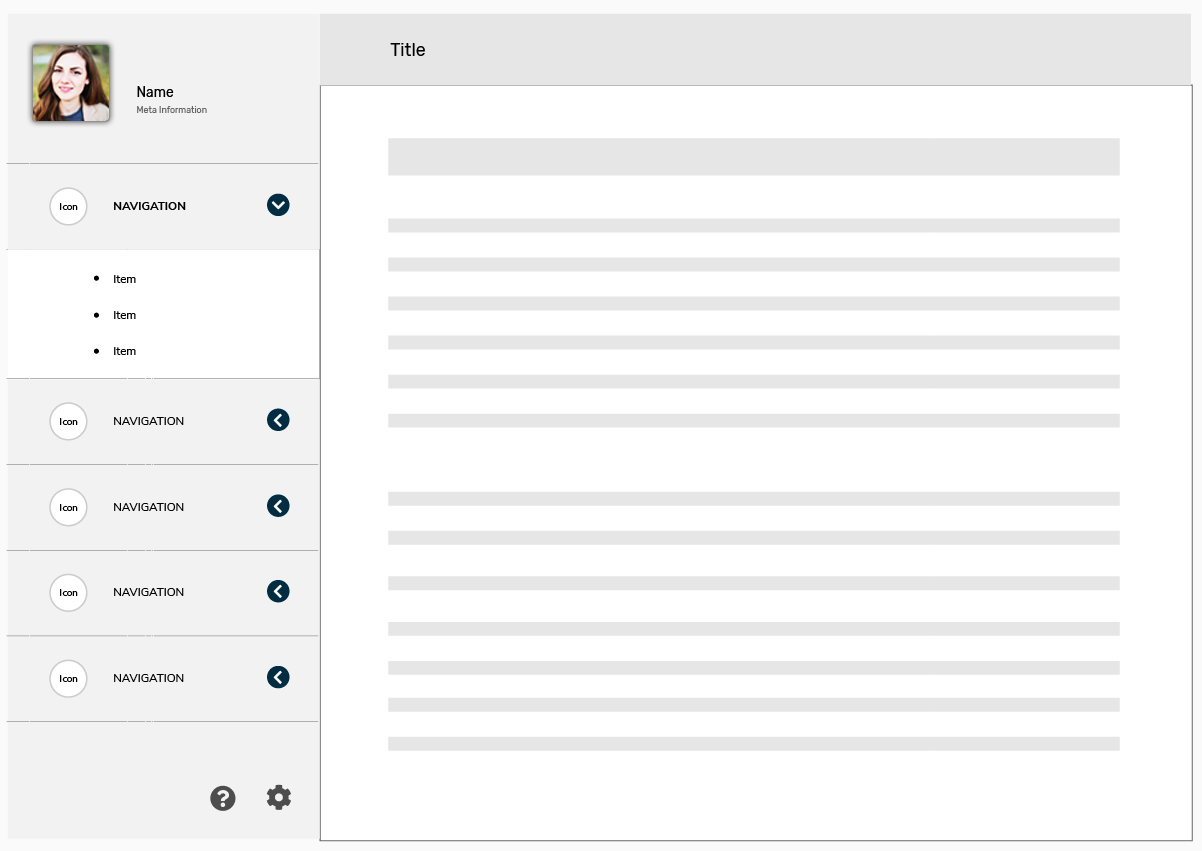 Title
Name
Meta Information
Icon NAVIGATION
Item
Item
Item
Icon NAVIGATION
Icon NAVIGATION
Icon NAVIGATION
Icon NAVIGATION
?